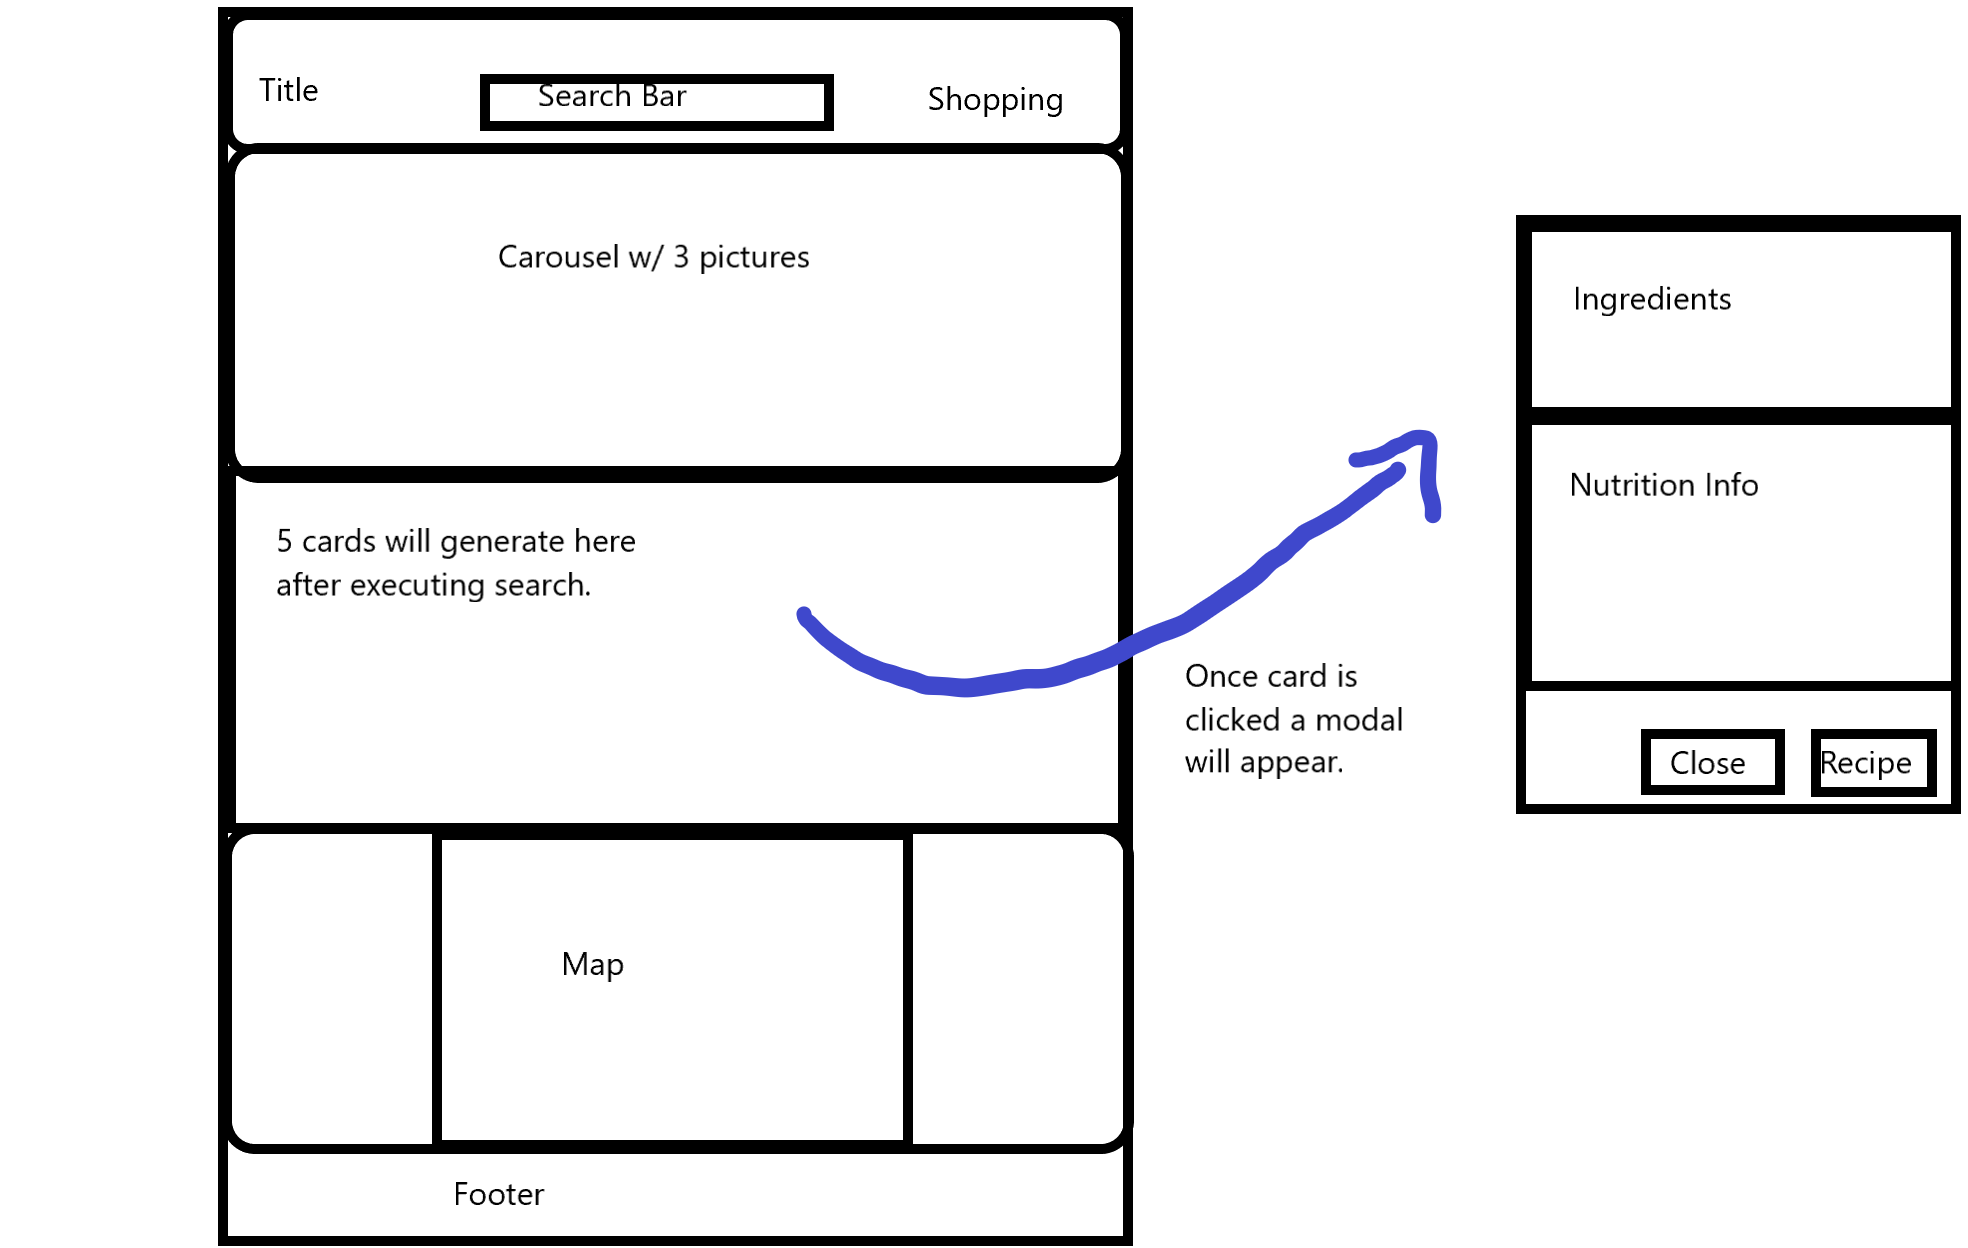 Title
Search Bar
Shopping
Carousel w/ 3 pictures
5 cards will generate here
after executing search.
Once card is
clicked a modal
will appear.
Ingredients
Nutrition Info
Close
Recipe
Map
Footer